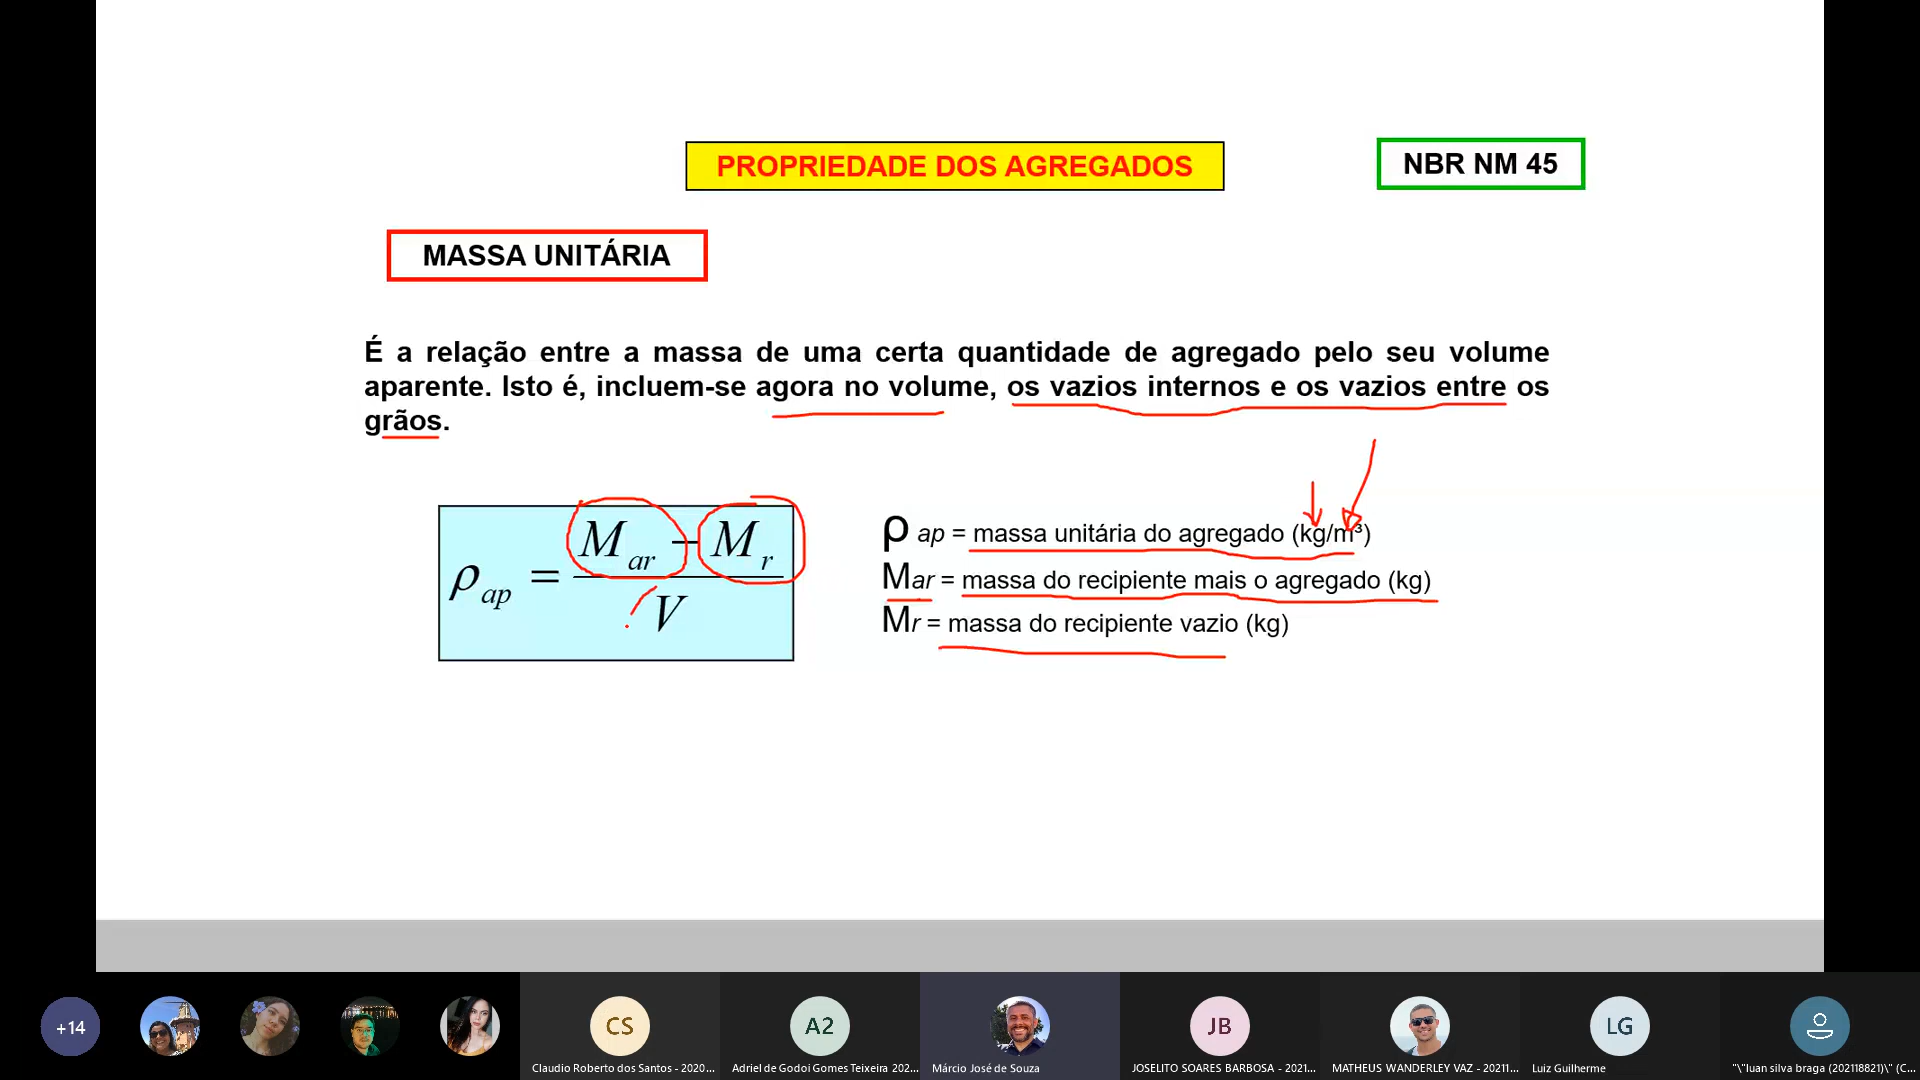 PROPRIEDADE DOS AGREGADOS
NBR NM 45
MASSA UNITÁRIA
É a relação entre a massa de uma certa quantidade de agregado pelo seu volume
aparente. Isto é, incluem-se agora no volume, os vazios internos e os vazios entre os
grãos.
ρap = Mar − Mr / V
ρ ap = massa unitária do agregado (kg/m³)
Mar = massa do recipiente mais o agregado (kg)
Mr = massa do recipiente vazio (kg)
+14
CS
A2
JB
LG
Claudio Roberto dos Santos - 2020...
Adriel de Godoi Gomes Teixeira 202...
Márcio José de Souza
JOSELITO SOARES BARBOSA - 2021...
MATHEUS WANDERLEY VAZ - 20211...
Luiz Guilherme
"\"luan silva braga (202118821)\" (C...